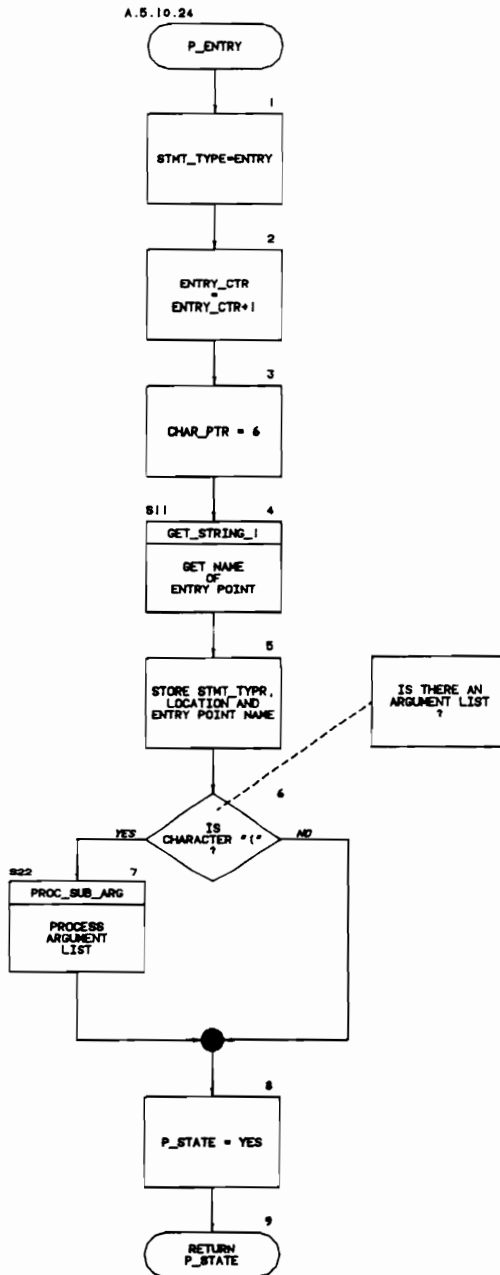 A.5.10.24
P_ENTRY
1
STMT_TYPE=ENTRY
2
ENTRY_CTR
=
ENTRY_CTR+1
3
CHAR_PTR = 6
S11
4
GET_STRING_1
GET NAME
OF
ENTRY POINT
5
STORE STMT_TYPR,
LOCATION AND
ENTRY POINT NAME
IS THERE AN
ARGUMENT LIST
?
6
IS
CHARACTER "("
?
YES
NO
S22
7
PROC_SUB_ARG
PROCESS
ARGUMENT
LIST
8
P_STATE = YES
9
RETURN
P_STATE